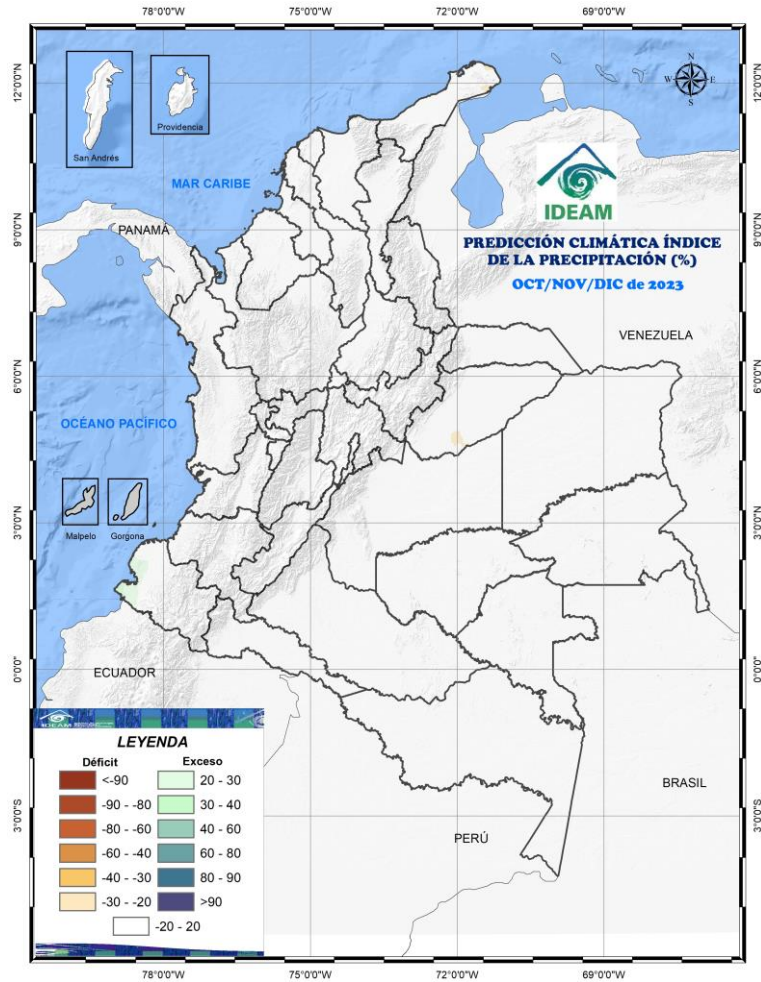 78°0'0"W
75°0'0"W
72°0'0"W
69°0'0"W
12°0'0"N
12°0'0"N
N
W
E
S
San Andrés
Providencia
MAR CARIBE
IDEAM
9°0'0"N
9°0'0"N
PANAMÁ
PREDICCIÓN CLIMÁTICA ÍNDICE
DE LA PRECIPITACIÓN (%)
OCT/NOV/DIC de 2023
VENEZUELA
6°0'0"N
6°0'0"N
OCÉANO PACÍFICO
3°0'0"N
3°0'0"N
Malpelo
Gorgona
0°0'0"
0°0'0"
ECUADOR
IDEAM
LEYENDA
Déficit
Exceso
<-90
20 - 30
-90 - -80
30 - 40
-80 - -60
40 - 60
-60 - -40
60 - 80
-40 - -30
80 - 90
-30 - -20
>90
-20 - 20
BRASIL
PERÚ
3°0'0"S
3°0'0"S
78°0'0"W
75°0'0"W
72°0'0"W
69°0'0"W